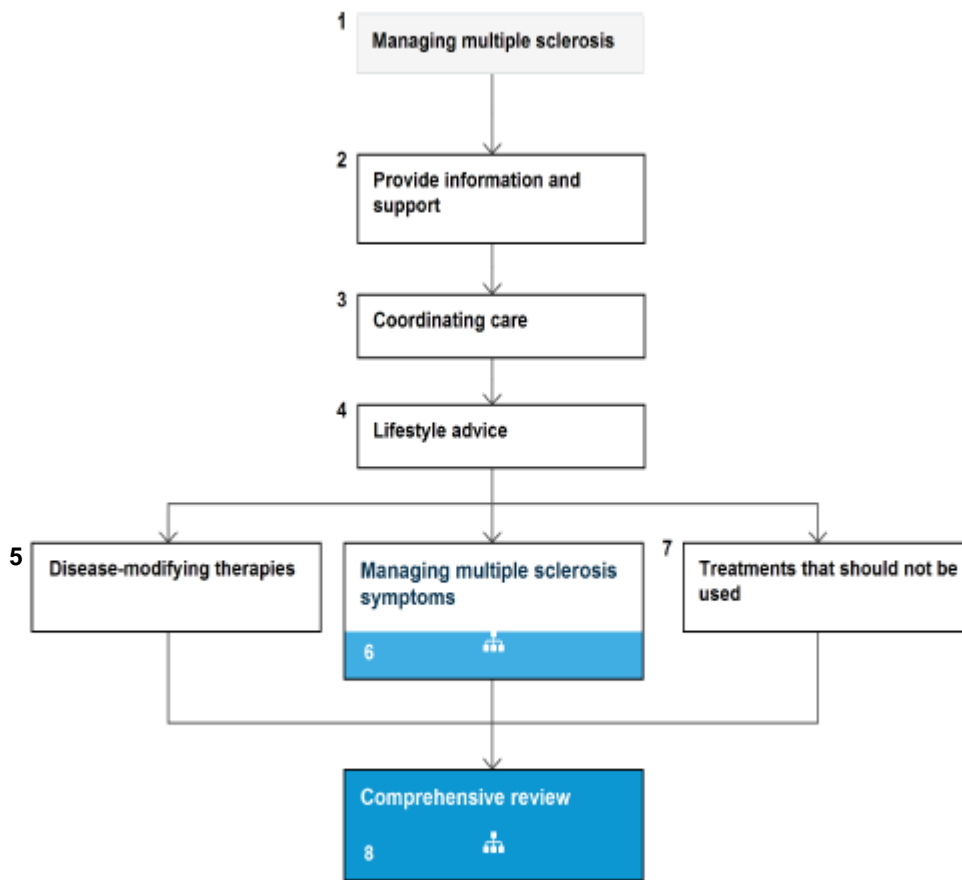 1
Managing multiple sclerosis
2
Provide information and
support
3
Coordinating care
4
Lifestyle advice
5
Disease-modifying therapies
Managing multiple sclerosis
symptoms
6
7
Treatments that should not be
used
Comprehensive review
8